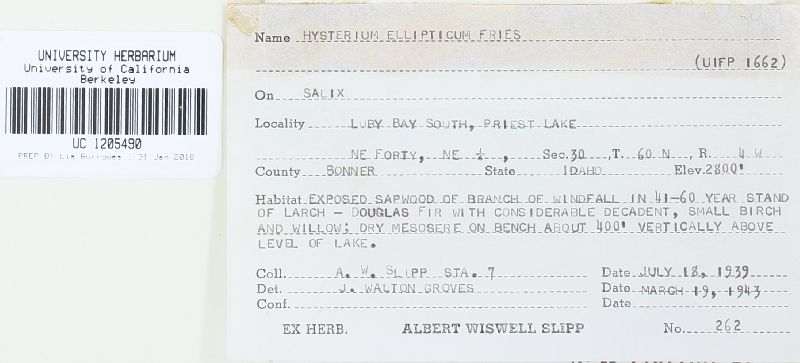 UNIVERSITY HERBARIUM
University of California
Berkeley
UC 1205490
PREP BY Lia Burrows . 31 Jan 2018
Name HYSTERIUM ELLIPTICUM FRIES
(UIFP 1662)
On SALIX
Locality LUBY BAY SOUTH, PRIEST LAKE
NE FORTY, NE ¼ , Sec. 30 , T. 60 N , R. 4 W
County BONNER State IDAHO Elev. 2800'
Habitat EXPOSED SAPWOOD OF BRANCH OF WINDFALL IN 41-60 YEAR STAND
OF LARCH - DOUGLAS FIR WITH CONSIDERABLE DECADENT, SMALL BIRCH
AND WILLOW; DRY MESOSERE ON BENCH ABOUT 400' VERTICALLY ABOVE
LEVEL OF LAKE.
Coll. A. W. SLIPP STA. 7 Date JULY 18, 1939
Det. J. WALTON GROVES Date MARCH 19, 1943
Conf. Date
EX HERB. ALBERT WISWELL SLIPP No. 262